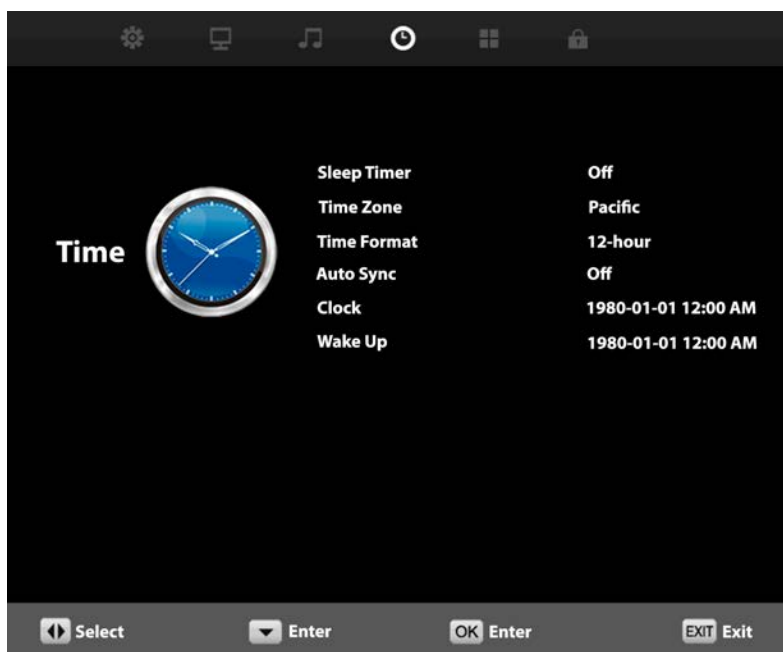 Sleep Timer Off
Time Zone Pacific
Time Time Format 12-hour
Auto Sync Off
Clock 1980-01-01 12:00 AM
Wake Up 1980-01-01 12:00 AM
Select Enter OK Enter EXIT Exit